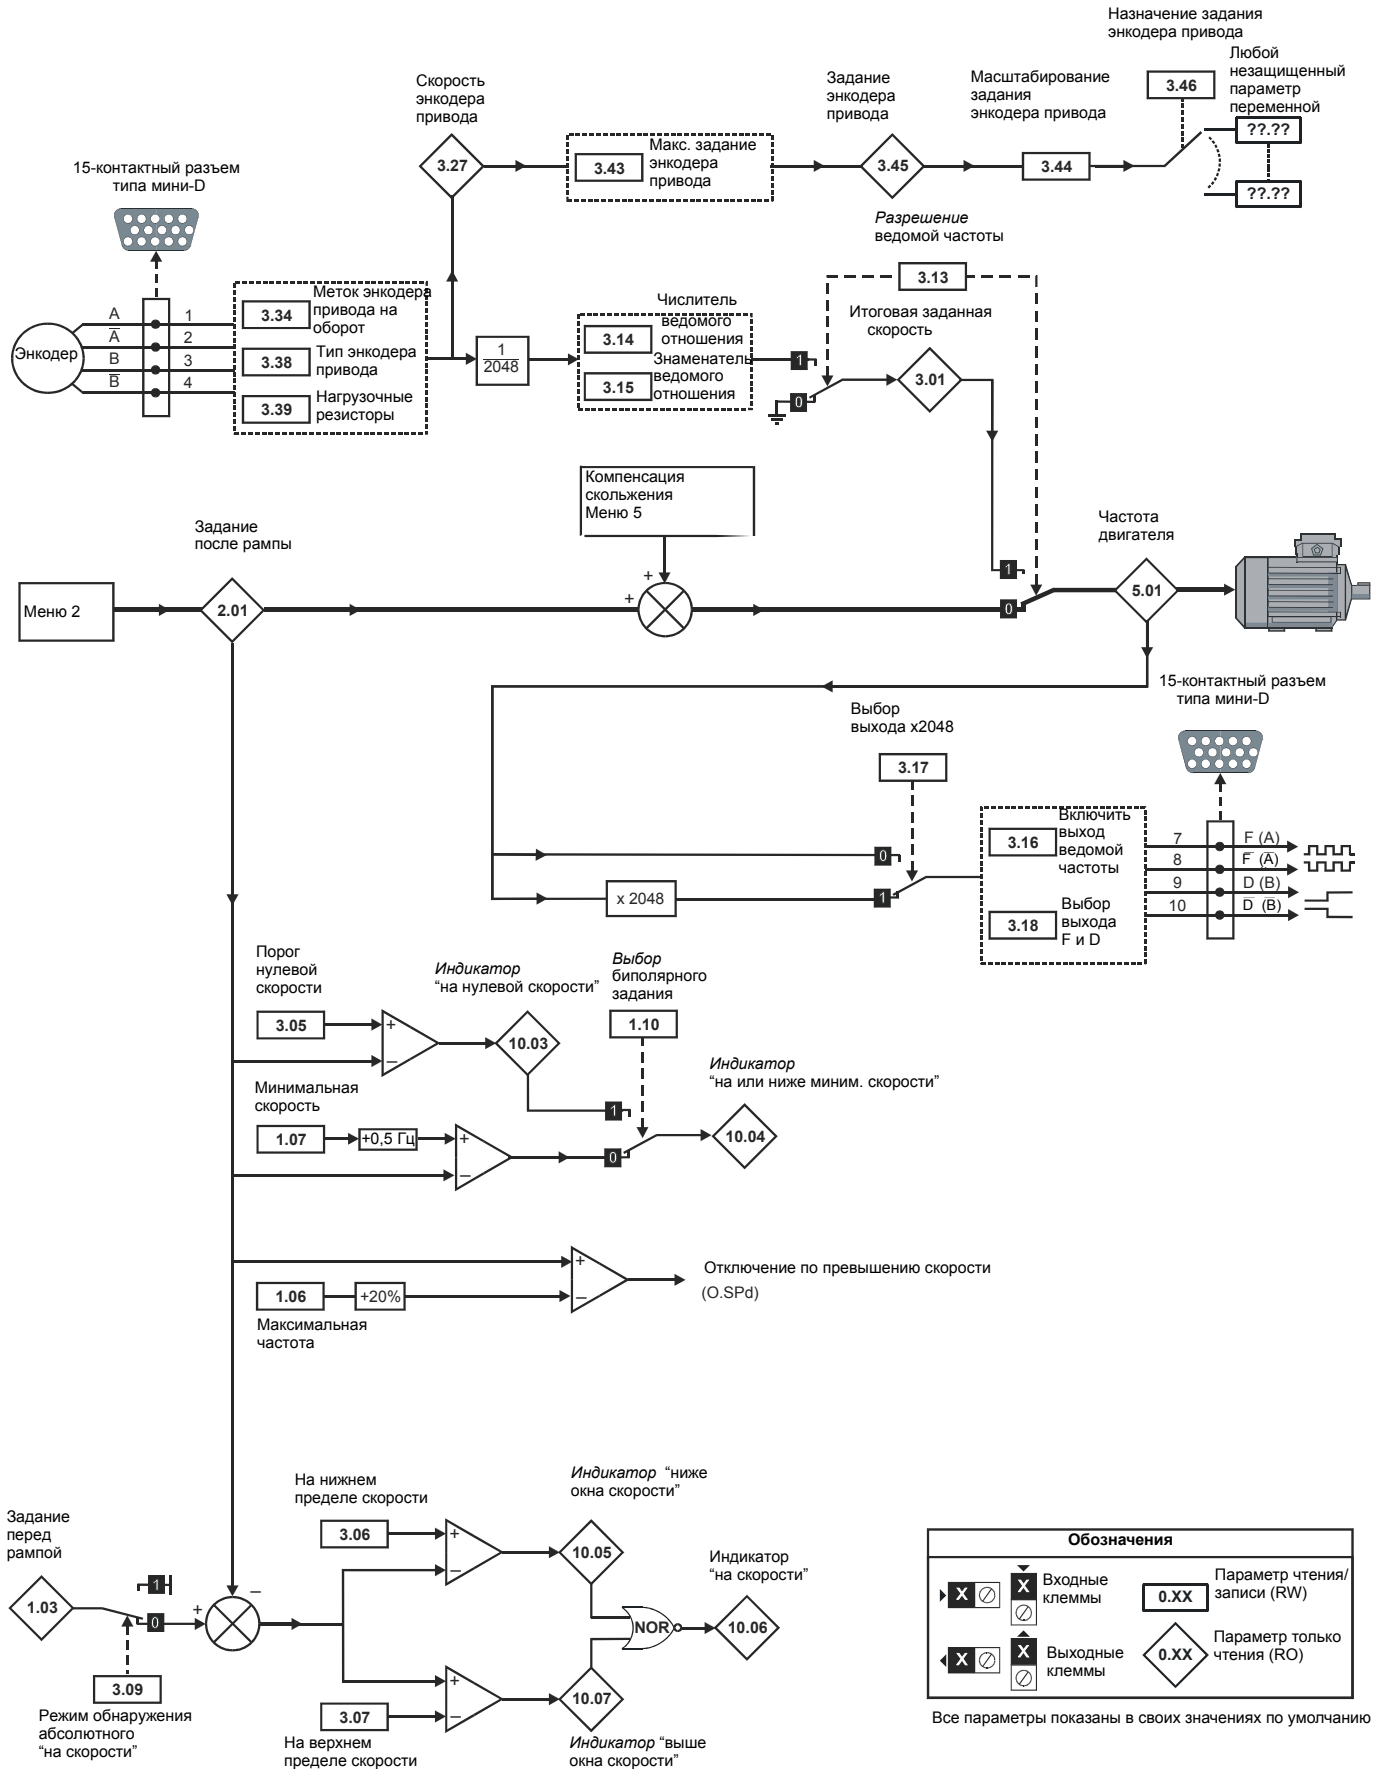 Назначение задания
энкодера привода
Любой
незащищенный
параметр
переменной
3.46
??.??
??.??
Скорость
энкодера
привода
3.27
3.43
Макс. задание
энкодера
привода
Задание
энкодера
привода
3.45
Масштабирование
задания
энкодера привода
3.44
15-контактный разъем
типа мини-D
Энкодер
A
A̅
B
B̅
1
2
3
4
3.34
Меток энкодера
привода на
оборот
3.38
Тип энкодера
привода
3.39
Нагрузочные
резисторы
1
2048
Числитель
ведомого
отношения
3.14
Знаменатель
ведомого
отношения
3.15
Разрешение
ведомой частоты
3.13
1
0
Итоговая заданная
скорость
3.01
Компенсация
скольжения
Меню 5
Задание
после рампы
Меню 2
2.01
+
+
1
0
Частота
двигателя
5.01
15-контактный разъем
типа мини-D
Выбор
выхода x2048
3.17
0
1
x 2048
3.16
Включить
выход
ведомой
частоты
3.18
Выбор
выхода
F и D
7
8
9
10
F (A)
F̅ (A̅)
D (B)
D̅ (B̅)
Порог
нулевой
скорости
3.05
+
–
Индикатор
“на нулевой скорости”
10.03
Выбор
биполярного
задания
1.10
Минимальная
скорость
1.07
+0,5 Гц
+
–
1
0
Индикатор
“на или ниже миним. скорости”
10.04
1.06
+20%
Максимальная
частота
+
–
Отключение по превышению скорости
(O.SPd)
Задание
перед
рампой
1.03
1
0
3.09
Режим обнаружения
абсолютного
“на скорости”
+
–
На нижнем
пределе скорости
3.06
+
–
Индикатор “ниже
окна скорости”
10.05
NOR
Индикатор
“на скорости”
10.06
3.07
На верхнем
пределе скорости
+
–
10.07
Индикатор “выше
окна скорости”
Обозначения
X
X
Входные
клеммы
0.XX
Параметр чтения/
записи (RW)
X
X
Выходные
клеммы
0.XX
Параметр только
чтения (RO)
Все параметры показаны в своих значениях по умолчанию